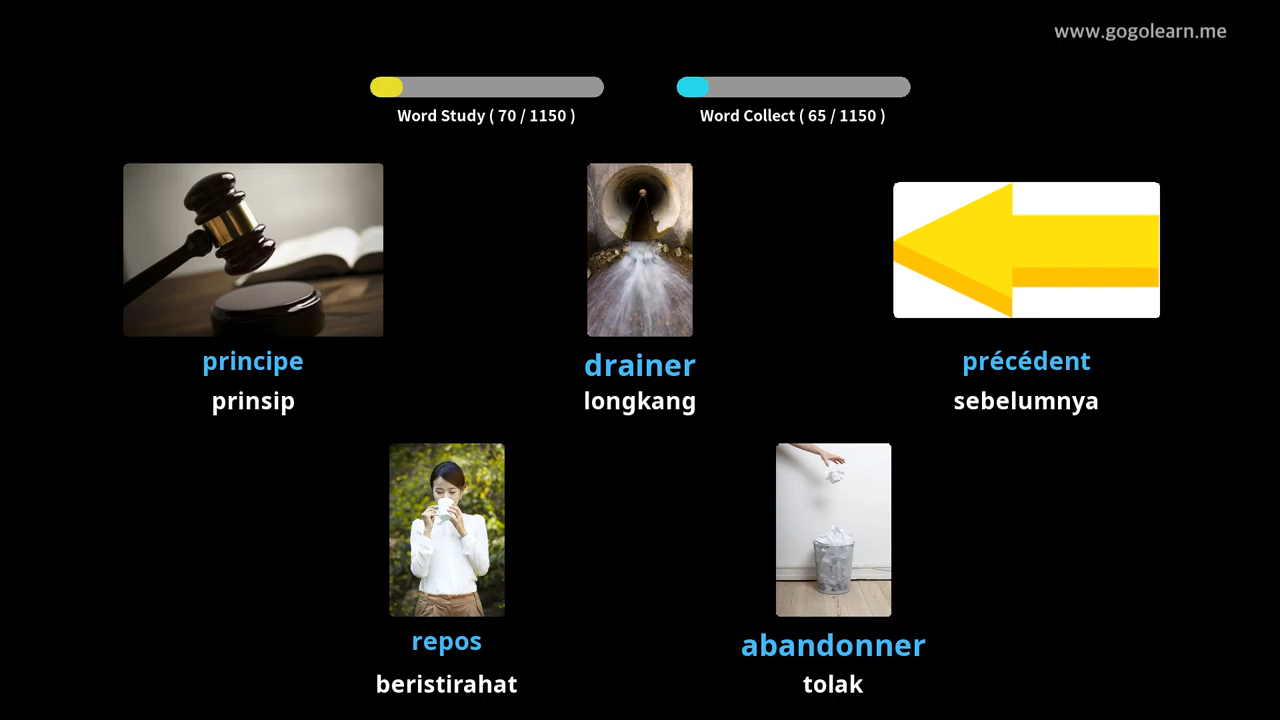 www.gogolearn.me
Word Study ( 70 / 1150 )
Word Collect ( 65 / 1150 )
principe
drainer
précédent
prinsip
longkang
sebelumnya
repos
abandonner
beristirahat
tolak